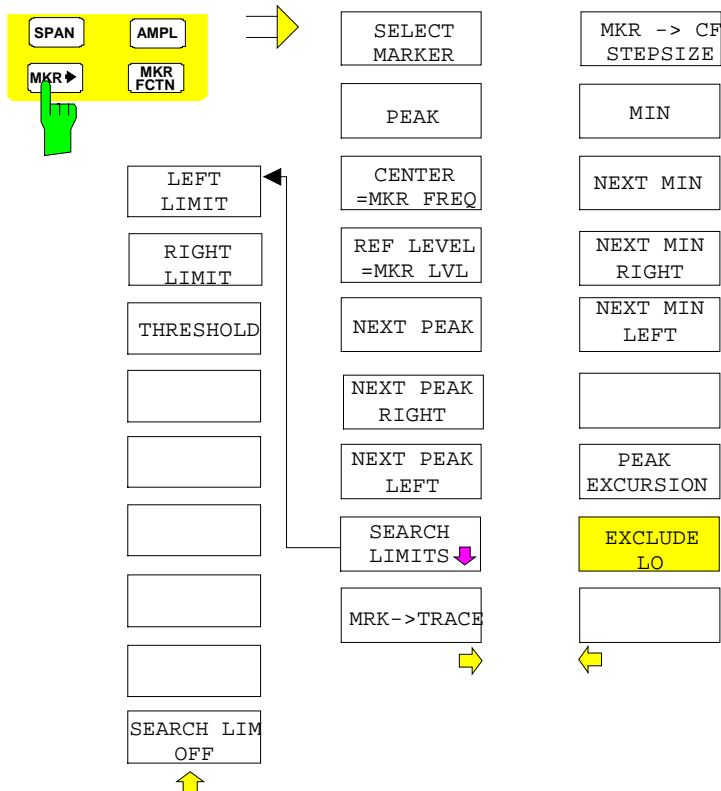 SPAN
AMPL
MKR
MKR
FCTN
SELECT
MARKER
PEAK
CENTER
=MKR FREQ
REF LEVEL
=MKR LVL
NEXT PEAK
NEXT PEAK
RIGHT
NEXT PEAK
LEFT
SEARCH
LIMITS
MRK->TRACE
MKR -> CF
STEPSIZE
MIN
NEXT MIN
NEXT MIN
RIGHT
NEXT MIN
LEFT
PEAK
EXCURSION
EXCLUDE
LO
LEFT
LIMIT
RIGHT
LIMIT
THRESHOLD
SEARCH LIM
OFF